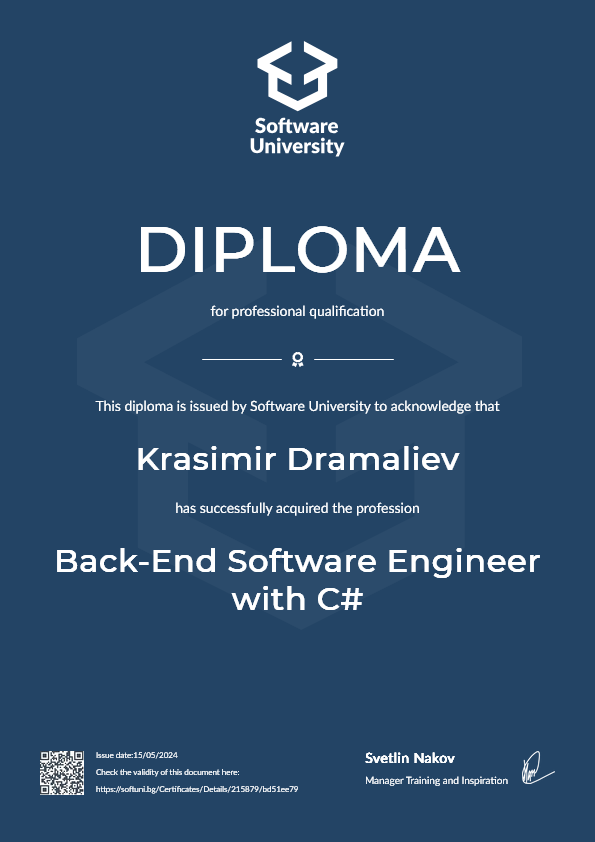 Software
University
DIPLOMA
for professional qualification
This diploma is issued by Software University to acknowledge that
Krasimir Dramaliev
has successfully acquired the profession
Back-End Software Engineer
with C#
Issue date:15/05/2024
Check the validity of this document here:
https://softuni.bg/Certificates/Details/215879/bd51ee79
Svetlin Nakov
Manager Training and Inspiration